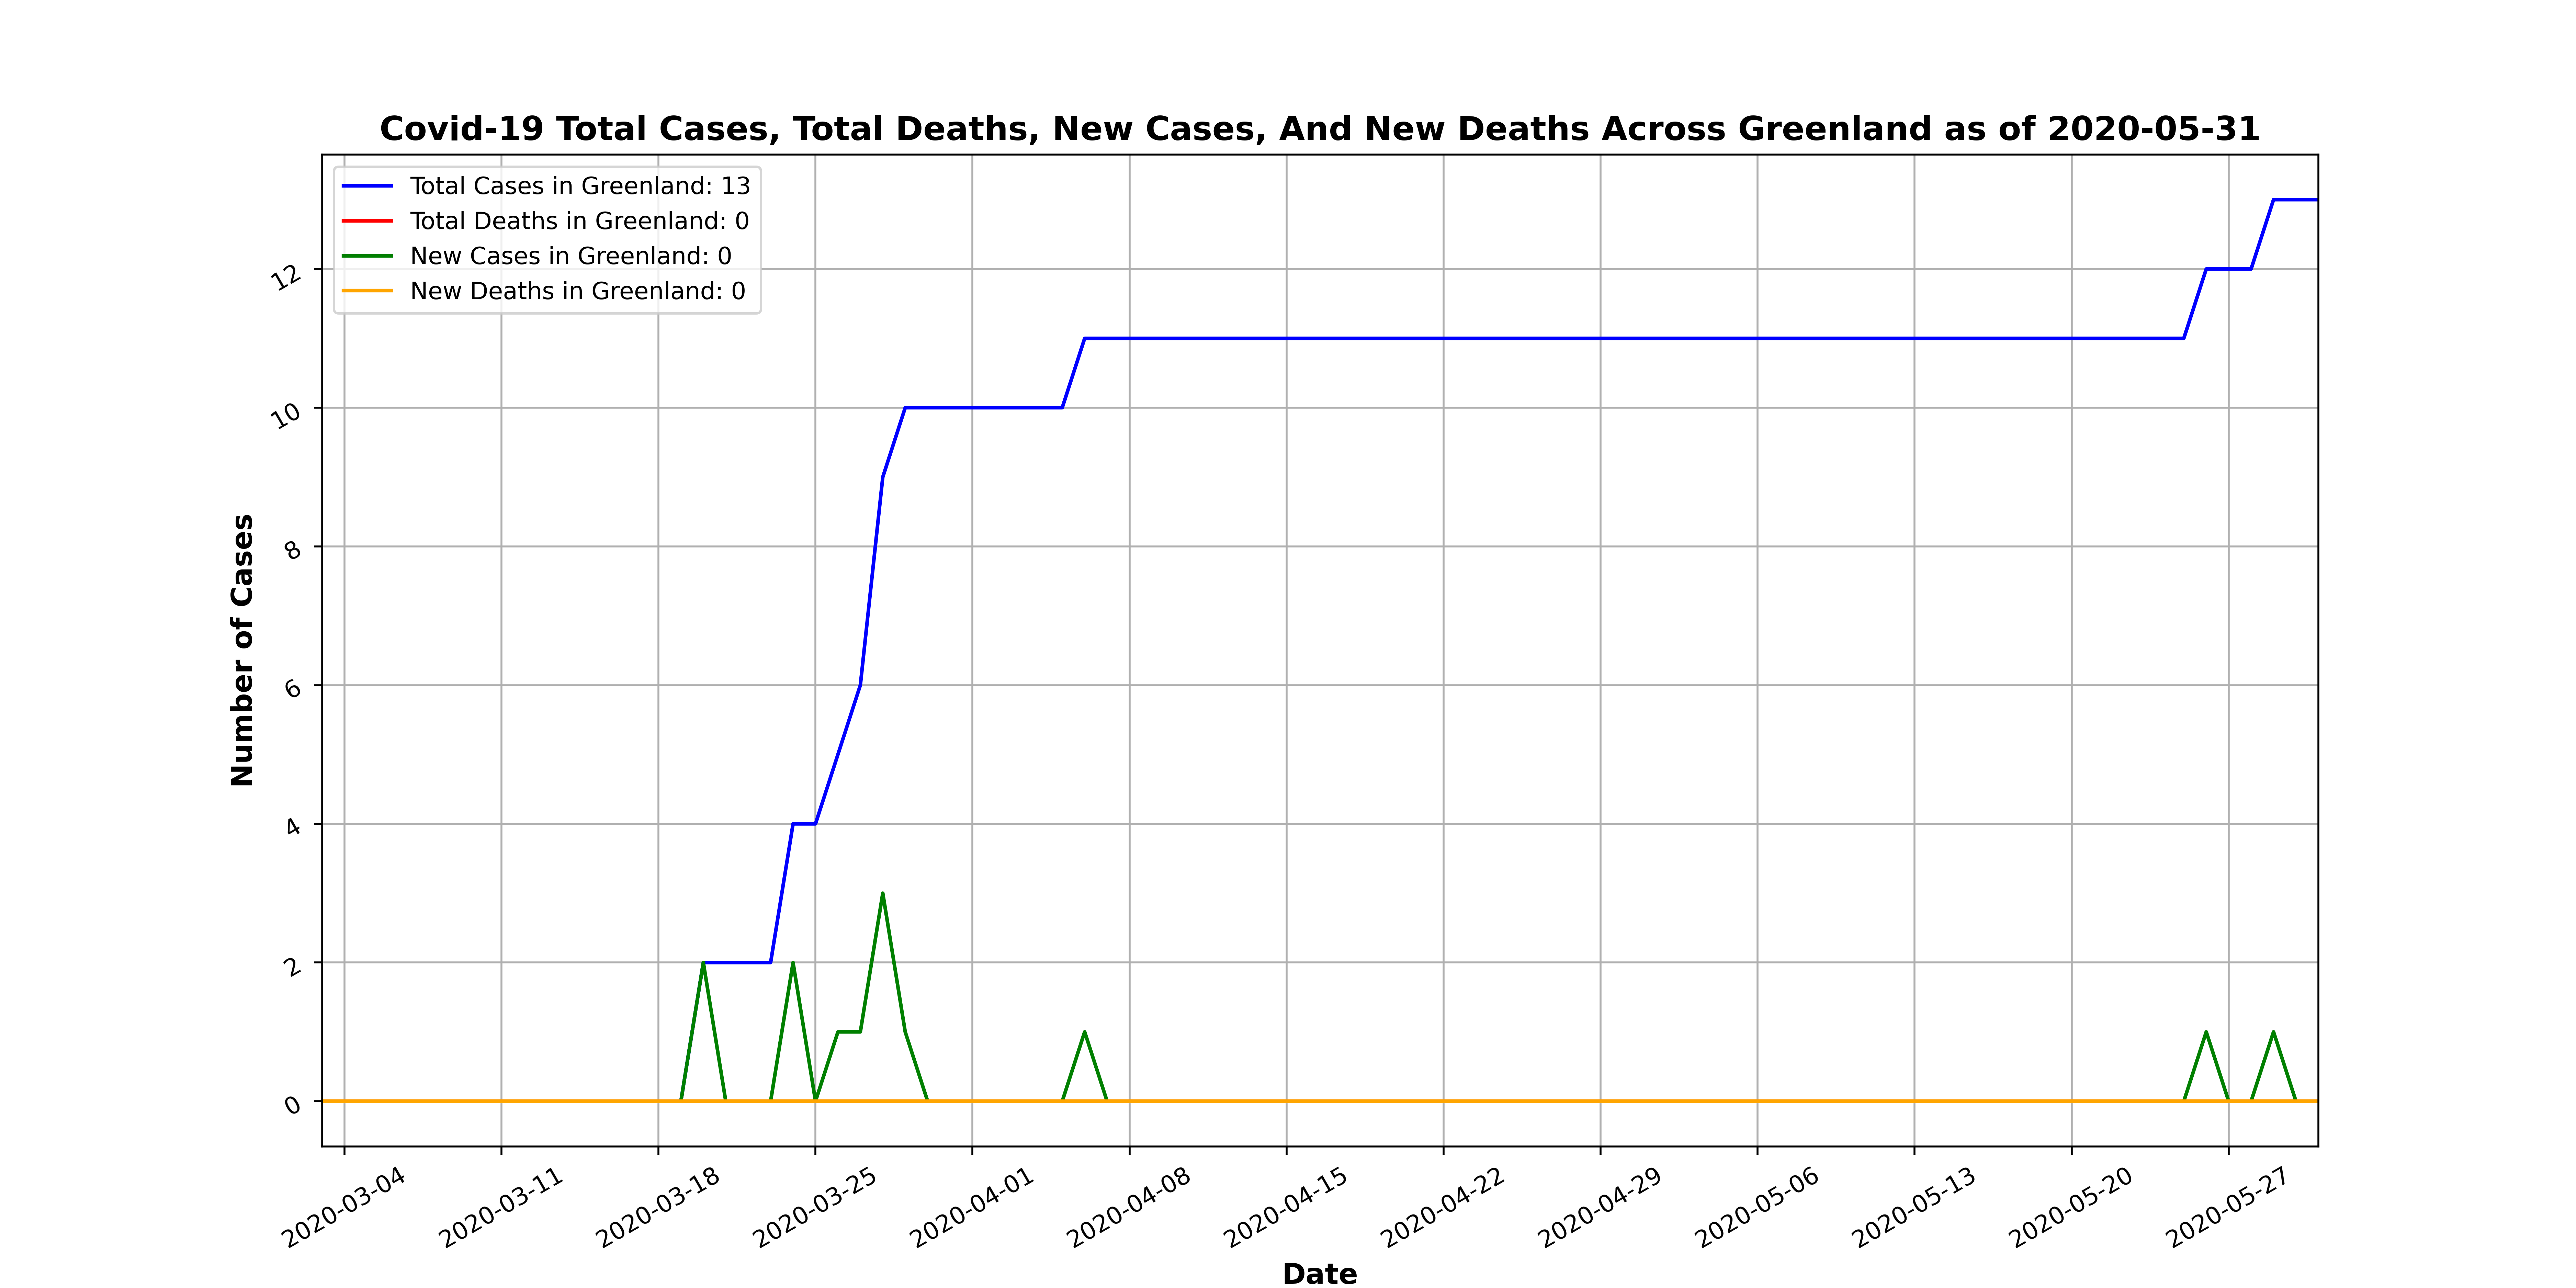 Covid-19 Total Cases, Total Deaths, New Cases, And New Deaths Across Greenland as of 2020-05-31
Total Cases in Greenland: 13
Total Deaths in Greenland: 0
New Cases in Greenland: 0
New Deaths in Greenland: 0
Number of Cases
12
10
8
6
4
2
0
2020-03-04
2020-03-11
2020-03-18
2020-03-25
2020-04-01
2020-04-08
2020-04-15
2020-04-22
2020-04-29
2020-05-06
2020-05-13
2020-05-20
2020-05-27
Date